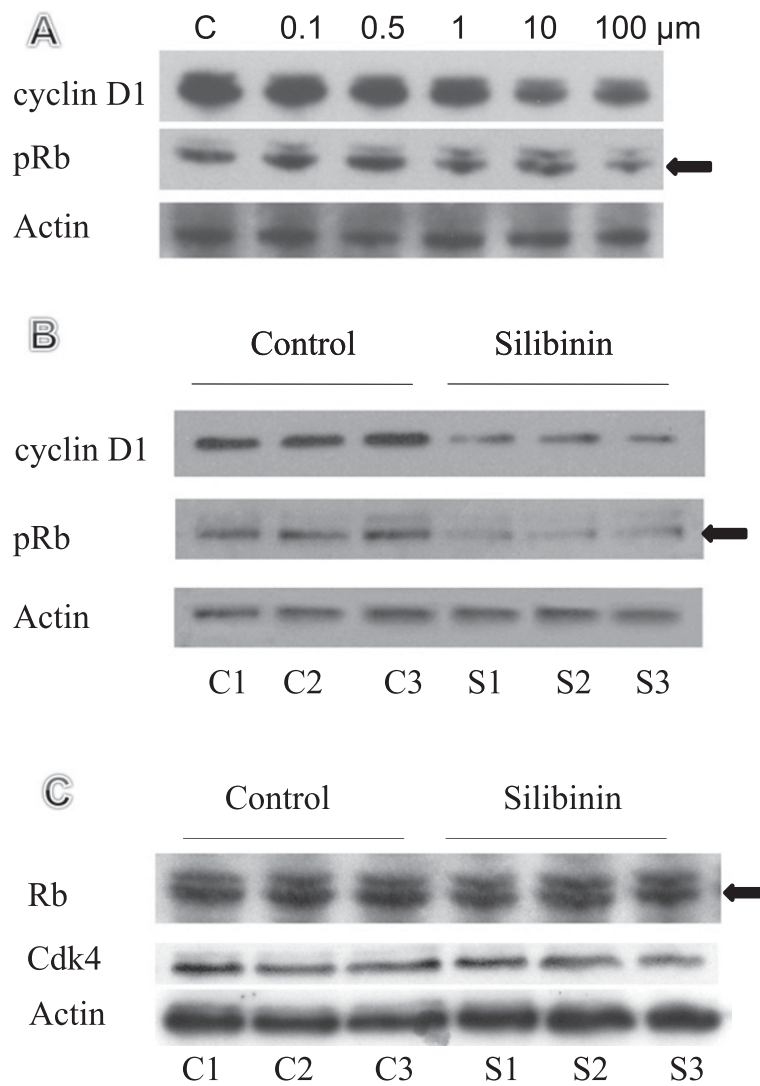 A
C 0.1 0.5 1 10 100 µm
cyclin D1
pRb
Actin
B
Control Silibinin
cyclin D1
pRb
Actin
C1 C2 C3 S1 S2 S3
C
Control Silibinin
Rb
Cdk4
Actin
C1 C2 C3 S1 S2 S3